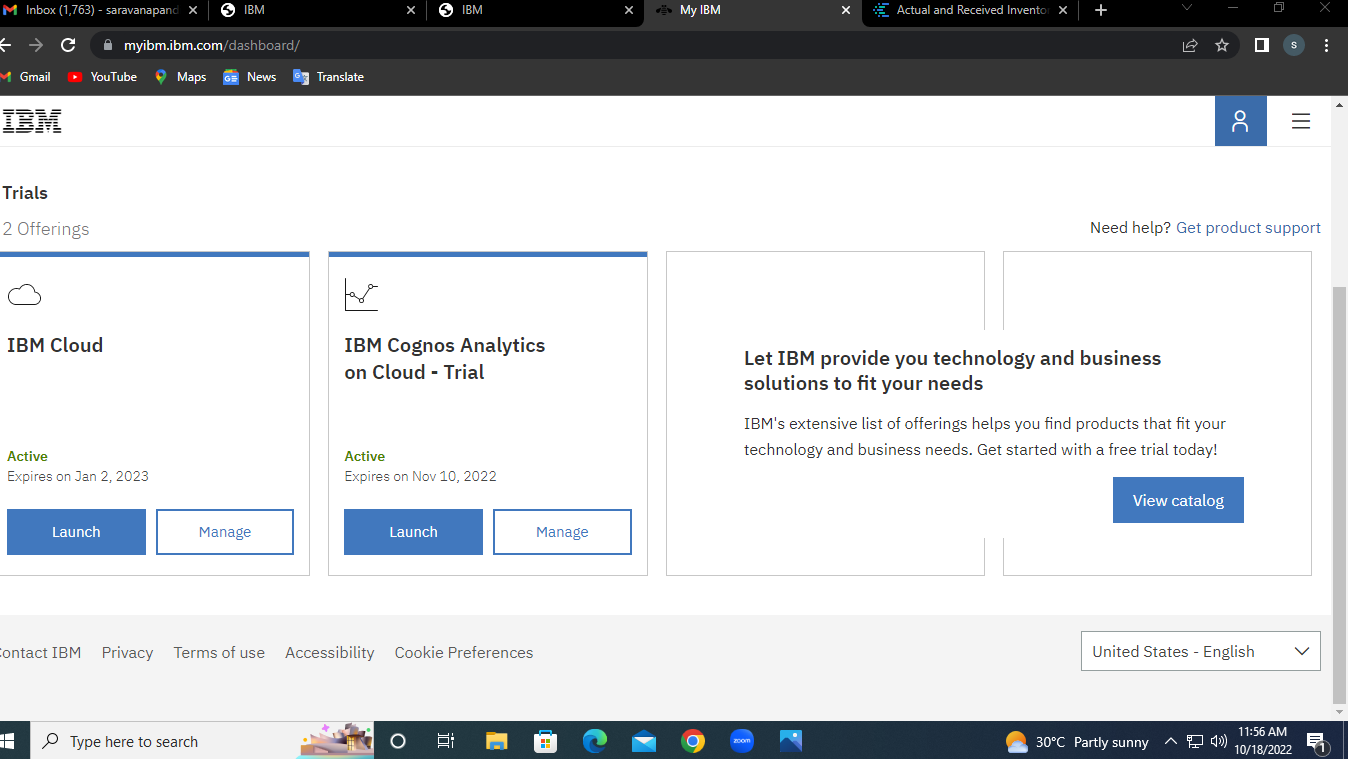 Inbox (1,763) - saravanapand
IBM
IBM
My IBM
Actual and Received Invento
myibm.ibm.com/dashboard/
S
Gmail
YouTube
Maps
News
Translate
IBM
Trials
2 Offerings
Need help? Get product support
IBM Cloud
Active
Expires on Jan 2, 2023
Launch
Manage
IBM Cognos Analytics
on Cloud - Trial
Active
Expires on Nov 10, 2022
Launch
Manage
Let IBM provide you technology and business
solutions to fit your needs
IBM's extensive list of offerings helps you find products that fit your
technology and business needs. Get started with a free trial today!
View catalog
ontact IBM
Privacy
Terms of use
Accessibility
Cookie Preferences
United States - English
Type here to search
zoom
30°C Partly sunny
11:56 AM
10/18/2022
1